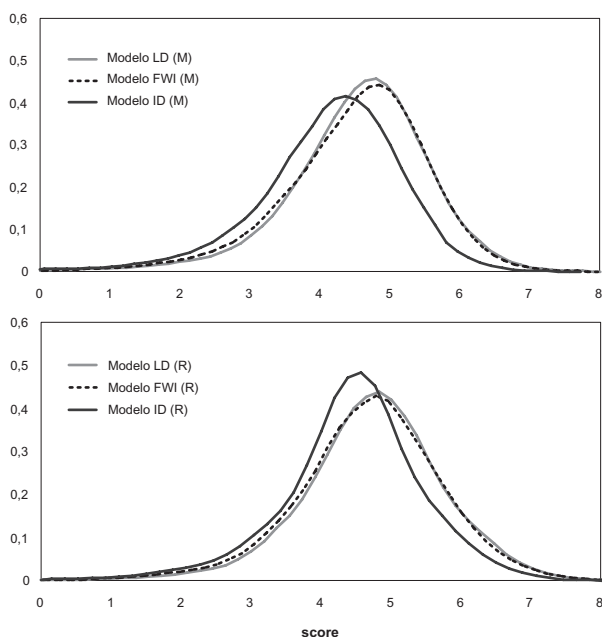 0,6
0,5
0,4
0,3
0,2
0,1
0
Modelo LD (M)
Modelo FWI (M)
Modelo ID (M)
0 1 2 3 4 5 6 7 8
0,6
0,5
0,4
0,3
0,2
0,1
0
Modelo LD (R)
Modelo FWI (R)
Modelo ID (R)
0 1 2 3 4 5 6 7 8
score